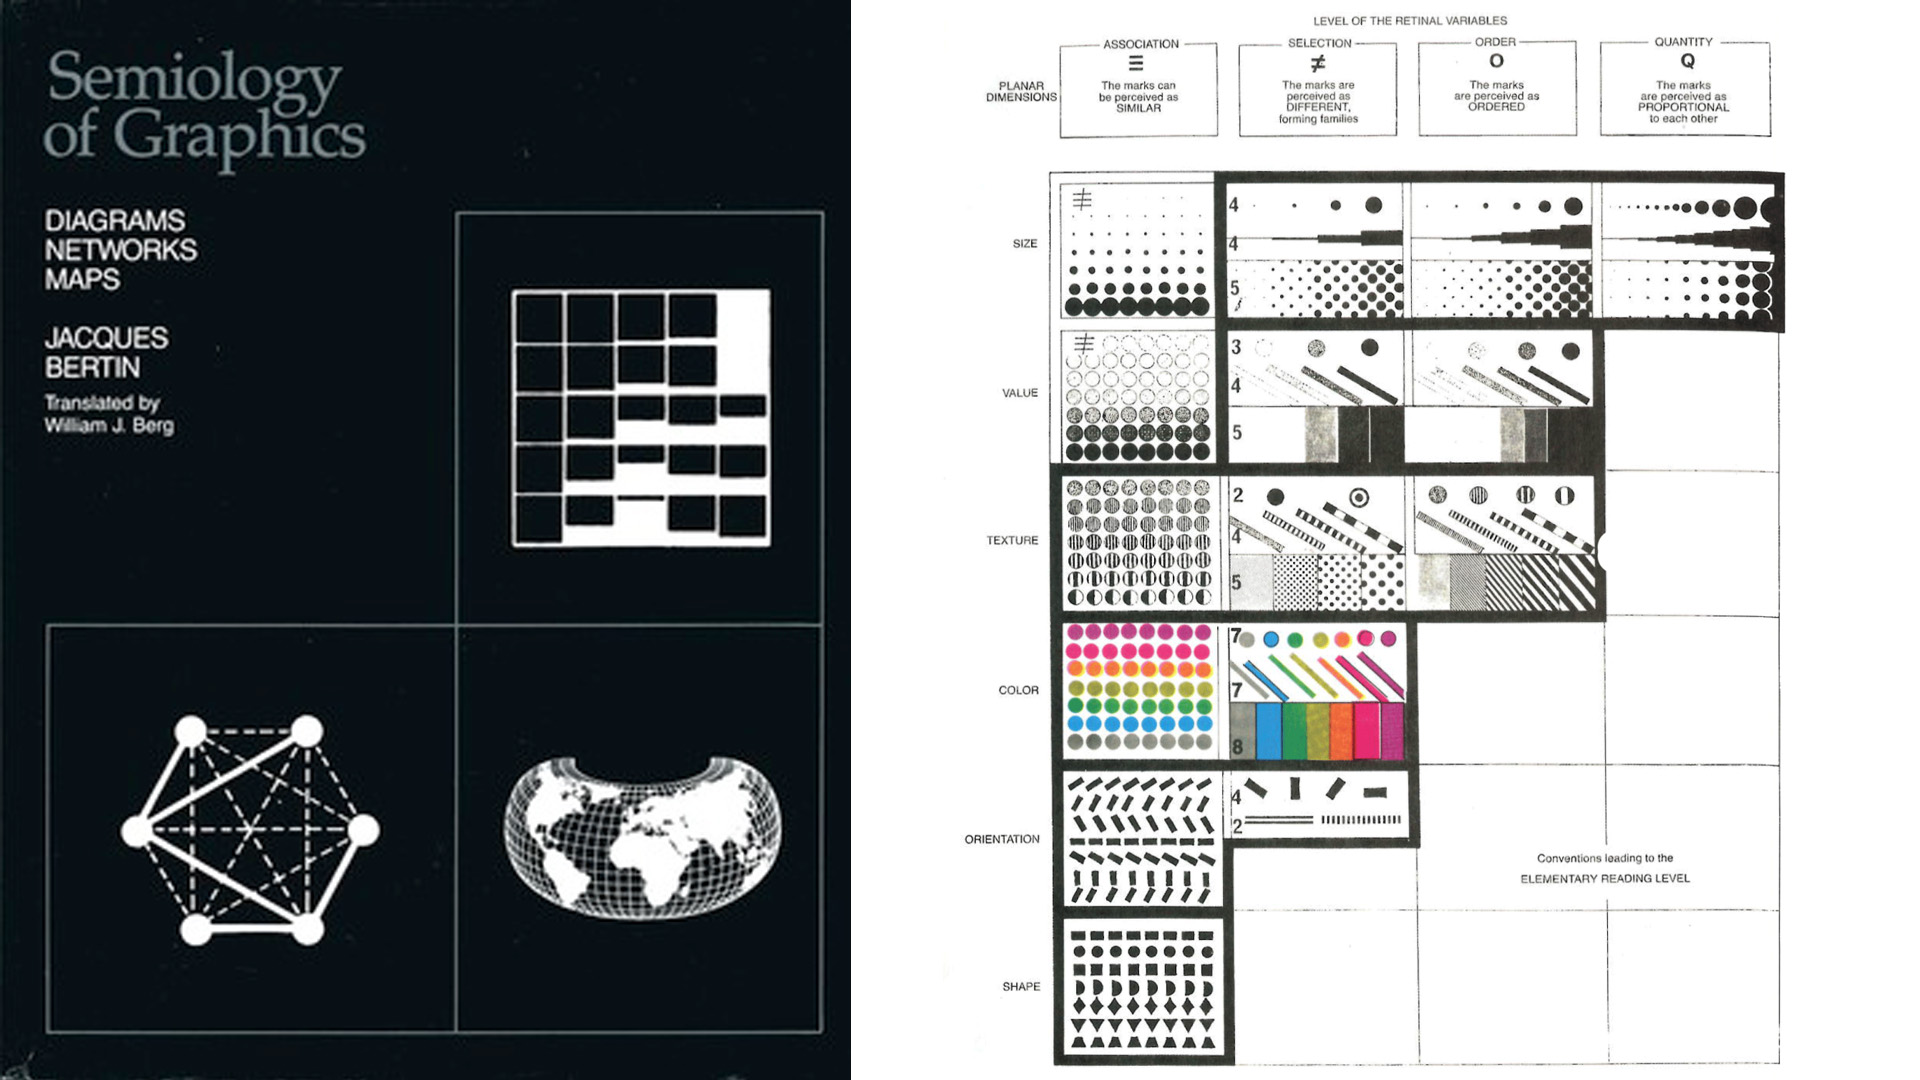 Semiology
of Graphics
DIAGRAMS
NETWORKS
MAPS
JACQUES
BERTIN
Translated by
William J. Berg
LEVEL OF THE RETINAL VARIABLES
PLANAR
DIMENSIONS
ASSOCIATION
≡
The marks can
be perceived as
SIMILAR
SELECTION
≠
The marks are
perceived as
DIFFERENT,
forming families
ORDER
O
The marks
are perceived as
ORDERED
QUANTITY
Q
The marks
are perceived as
PROPORTIONAL
to each other
SIZE
4
4
5
VALUE
3
4
5
TEXTURE
2
4
5
COLOR
7
7
8
ORIENTATION
4
2
Conventions leading to the
ELEMENTARY READING LEVEL
SHAPE